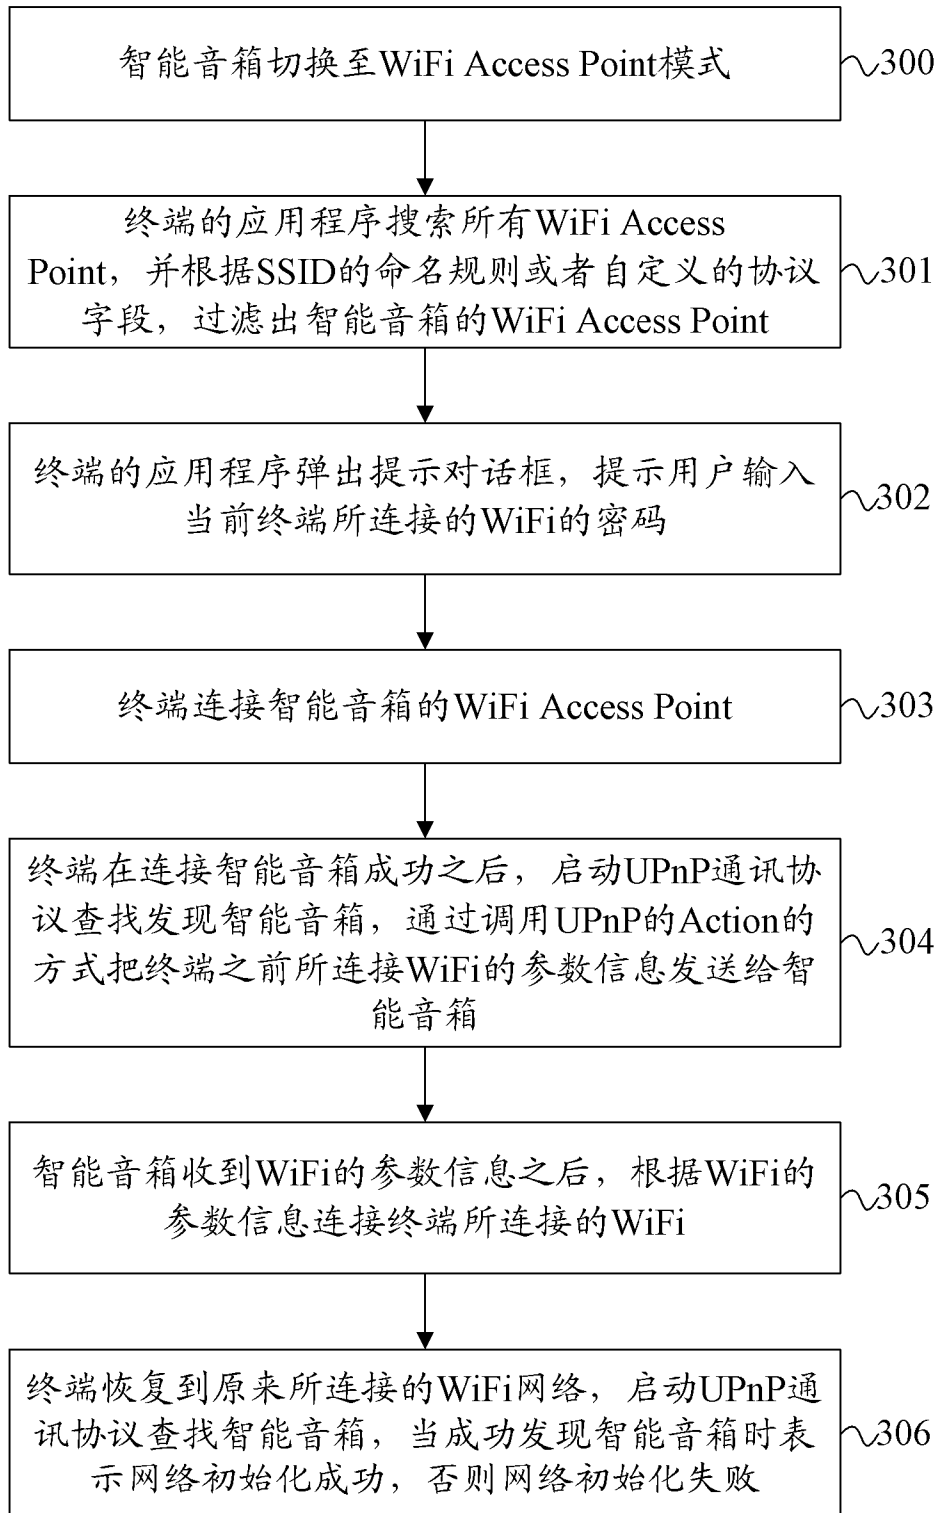 智能音箱切换至WiFi Access Point模式
300
终端的应用程序搜索所有WiFi Access
Point，并根据SSID的命名规则或者自定义的协议
字段，过滤出智能音箱的WiFi Access Point
301
终端的应用程序弹出提示对话框，提示用户输入
当前终端所连接的WiFi的密码
302
终端连接智能音箱的WiFi Access Point
303
终端在连接智能音箱成功之后，启动UPnP通讯协
议查找发现智能音箱，通过调用UPnP的Action的
方式把终端之前所连接WiFi的参数信息发送给智
能音箱
304
智能音箱收到WiFi的参数信息之后，根据WiFi的
参数信息连接终端所连接的WiFi
305
终端恢复到原来所连接的WiFi网络，启动UPnP通
讯协议查找智能音箱，当成功发现智能音箱时表
示网络初始化成功，否则网络初始化失败
306